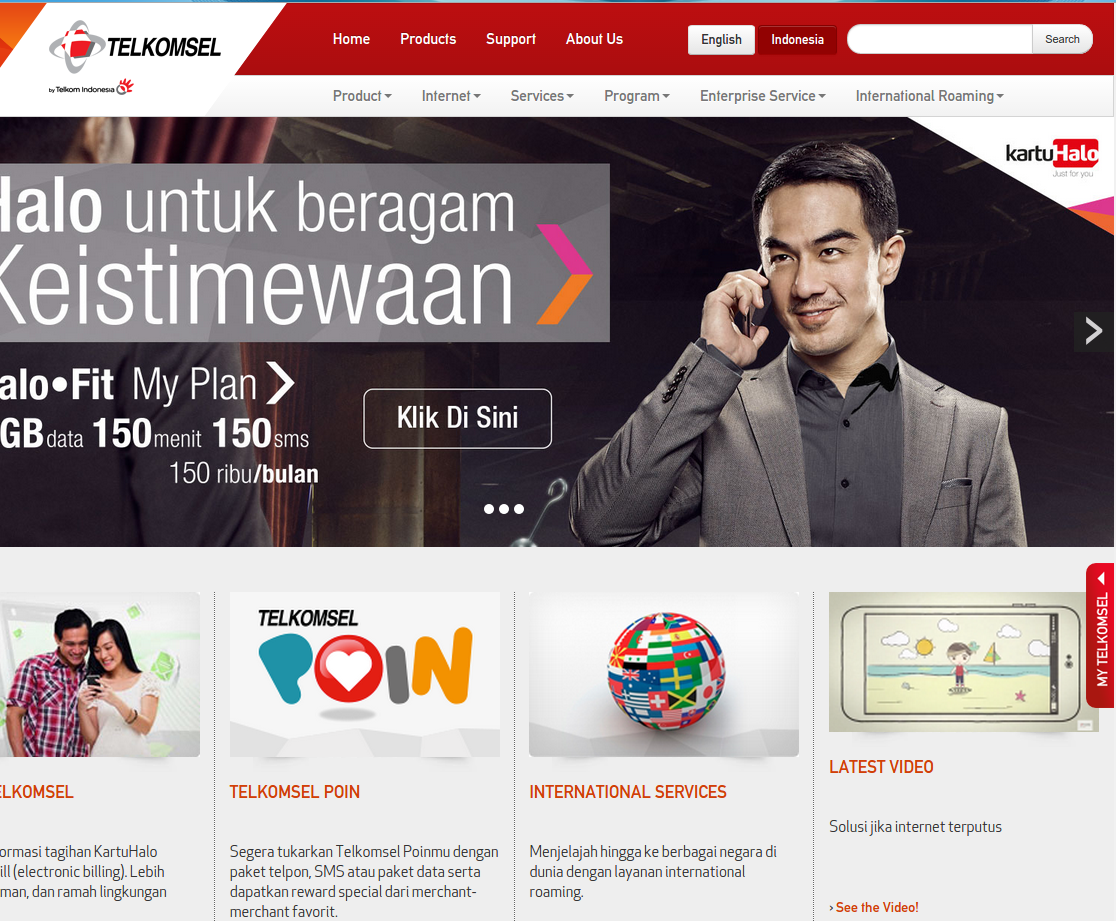 TELKOMSEL
by Telkom Indonesia
Home Products Support About Us
English Indonesia
Search
Product Internet Services Program Enterprise Service International Roaming
kartuHalo
Just for you
Halo untuk beragam
Keistimewaan
alo•Fit My Plan
GB data 150 menit 150 sms
150 ribu/bulan
Klik Di Sini
MY TELKOMSEL
TELKOMSEL
POIN
ELKOMSEL
ormasi tagihan KartuHalo
ill (electronic billing). Lebih
man, dan ramah lingkungan
TELKOMSEL POIN
Segera tukarkan Telkomsel Poinmu dengan
paket telpon, SMS atau paket data serta
dapatkan reward special dari merchant-
merchant favorit.
INTERNATIONAL SERVICES
Menjelajah hingga ke berbagai negara di
dunia dengan layanan international
roaming.
LATEST VIDEO
Solusi jika internet terputus
› See the Video!